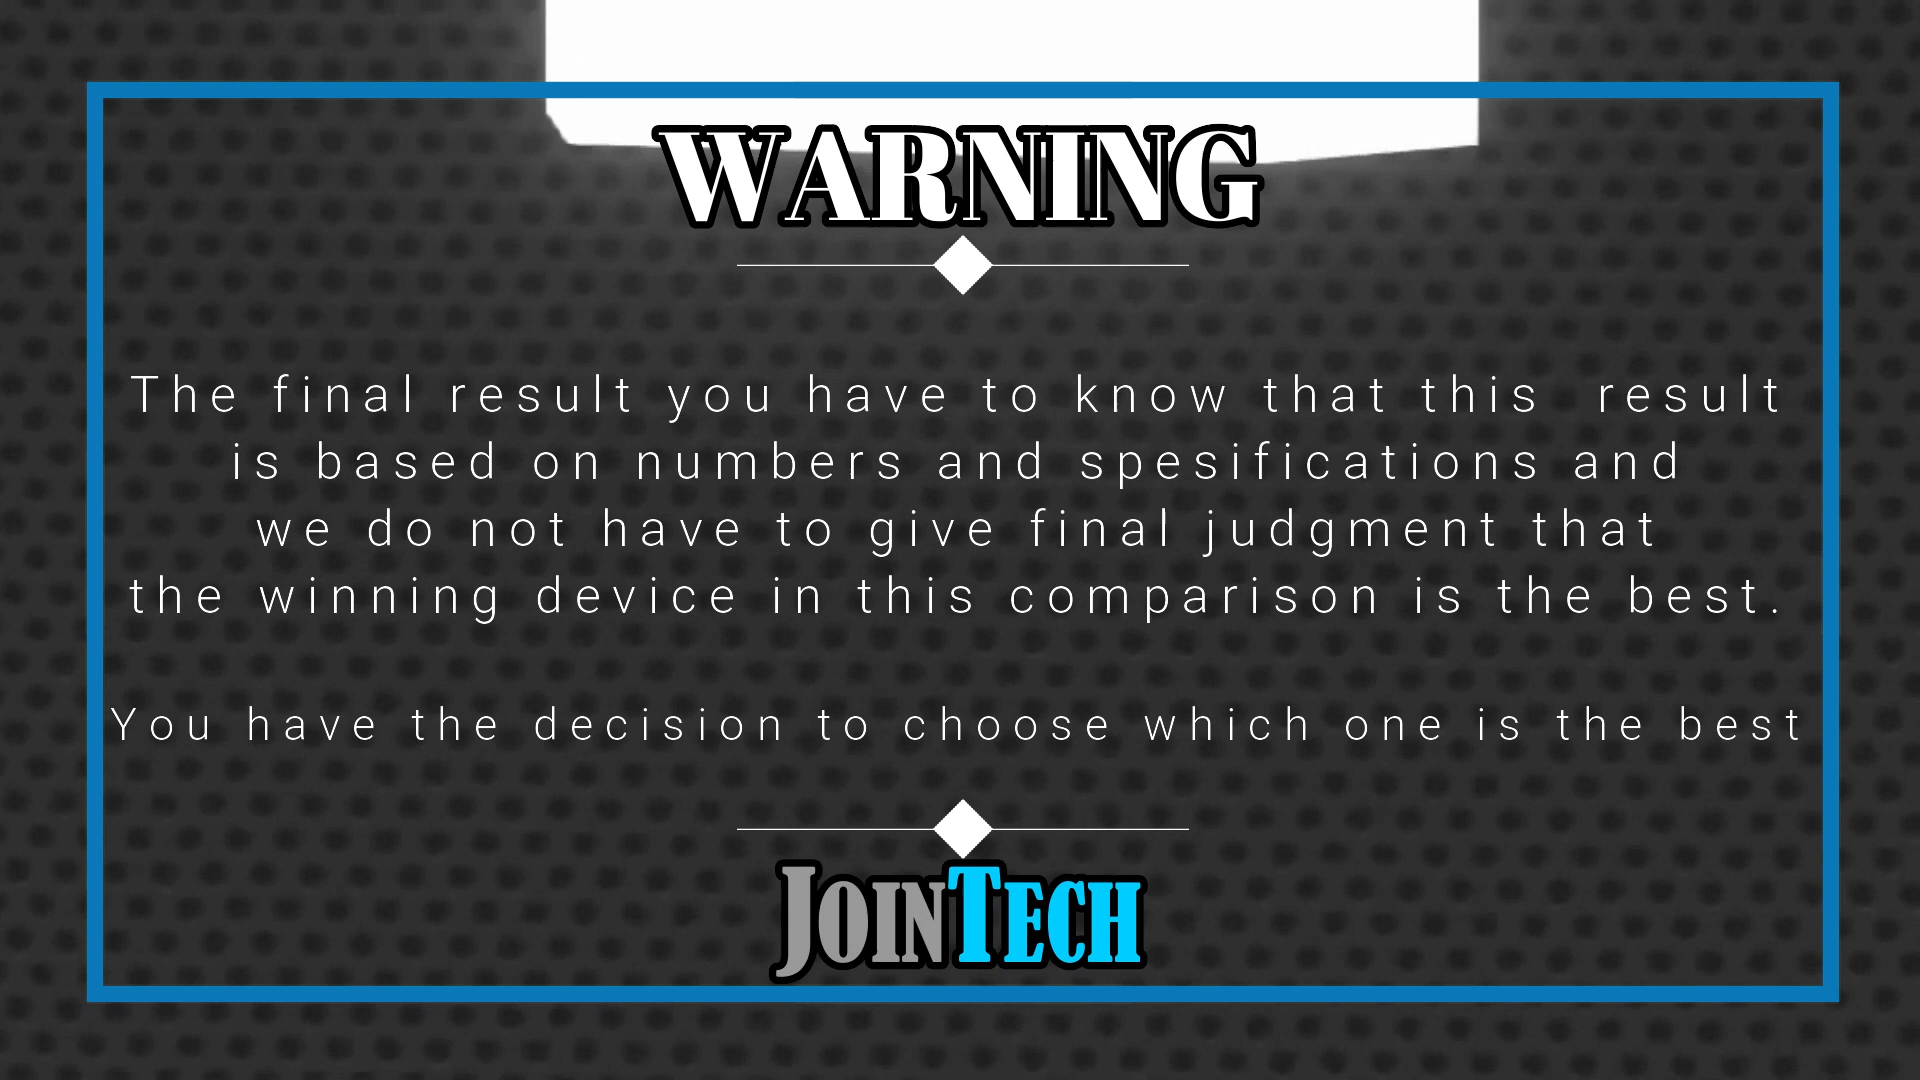 WARNING
The final result you have to know that this  result
is based on numbers and spesifications and
we do not have to give final judgment that
the winning device in this comparison is the best.
You have the decision to choose which one is the best
JOINTECH